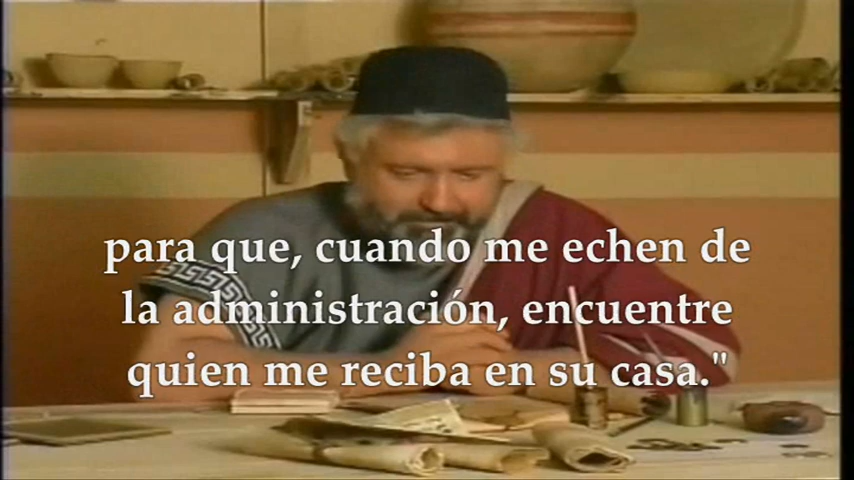 para que, cuando me echen de
la administración, encuentre
quien me reciba en su casa."